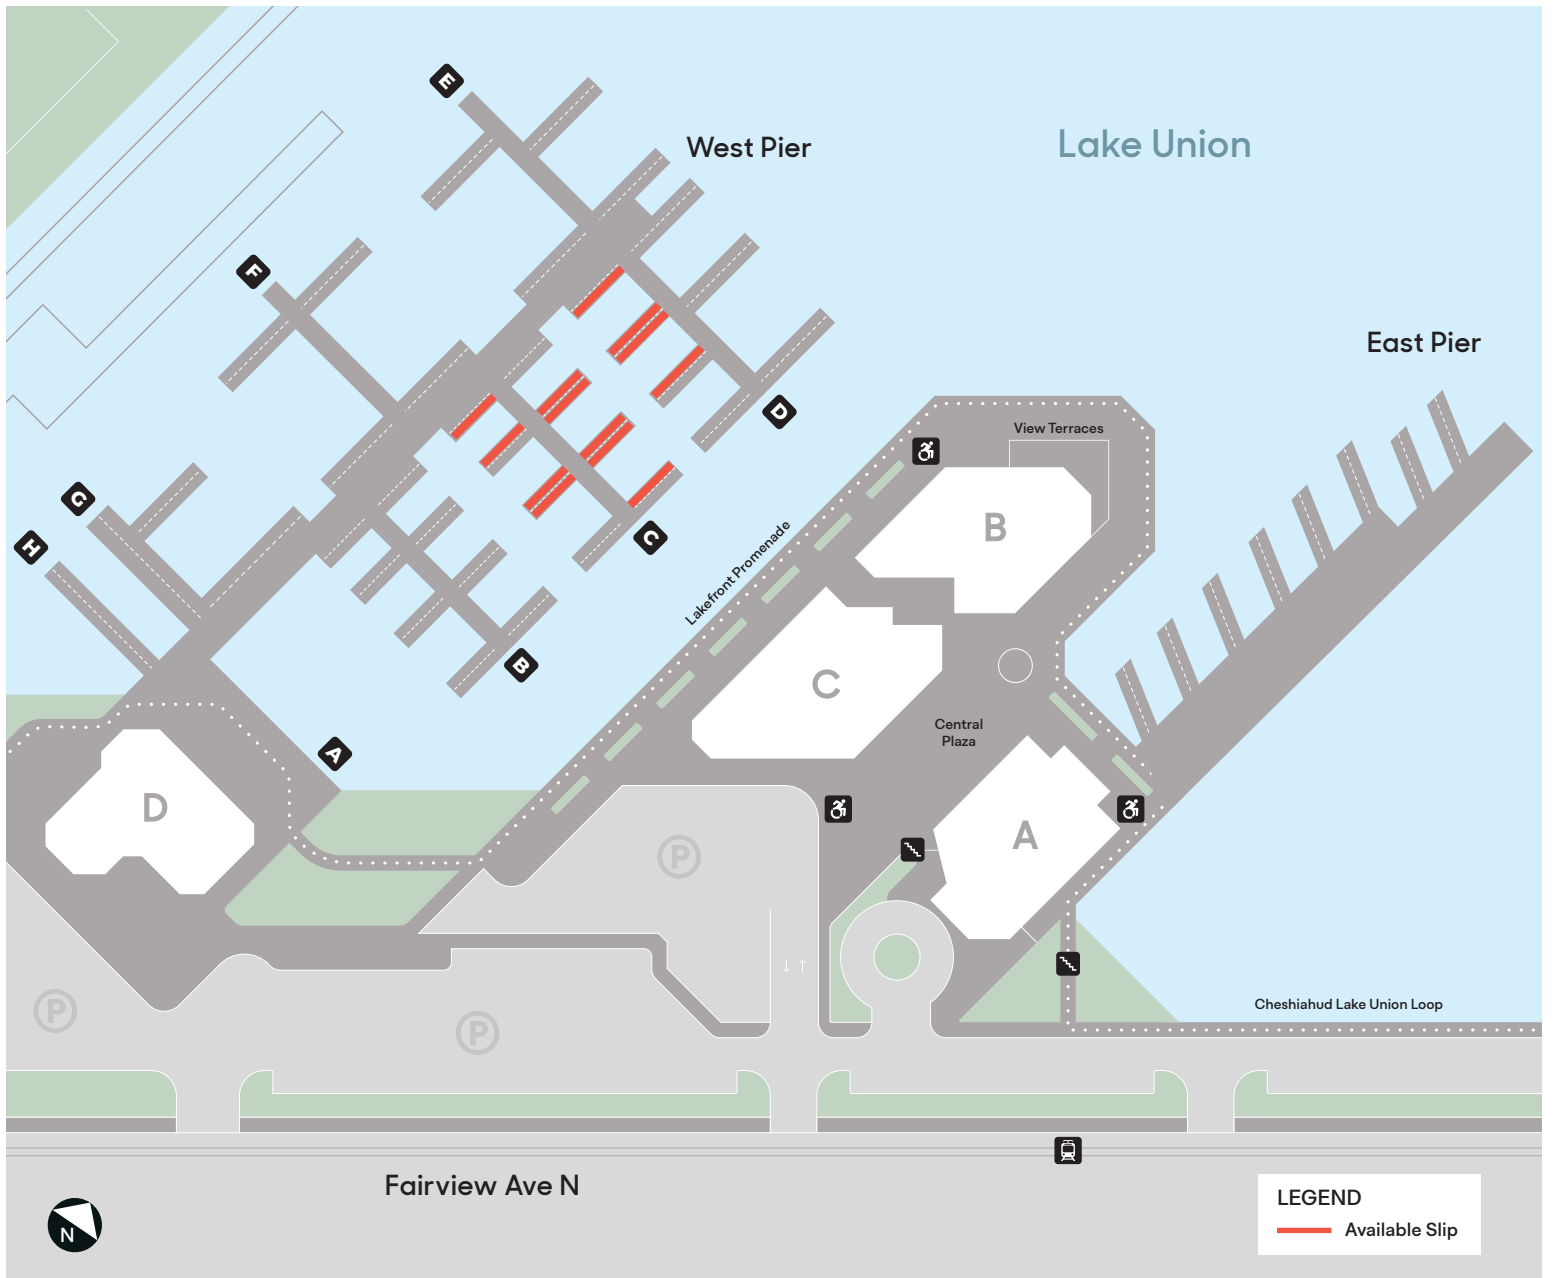 E
West Pier
Lake Union
F
East Pier
D
View Terraces
G
C
B
H
Lakefront Promenade
B
C
Central
Plaza
A
D
A
P
P
P
↓ ↑
Cheshiahud Lake Union Loop
Fairview Ave N
N
LEGEND
Available Slip